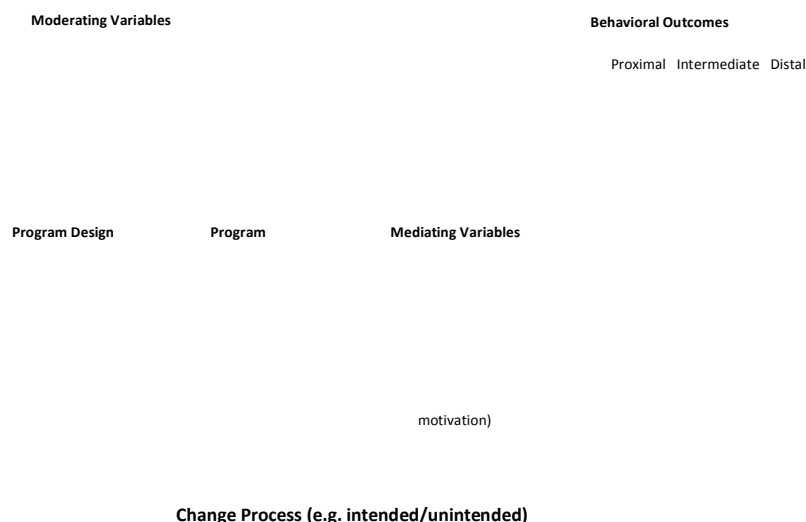 Moderating Variables
Behavioral Outcomes
Proximal Intermediate Distal
Program Design Program Mediating Variables
motivation)
Change Process (e.g. intended/unintended)